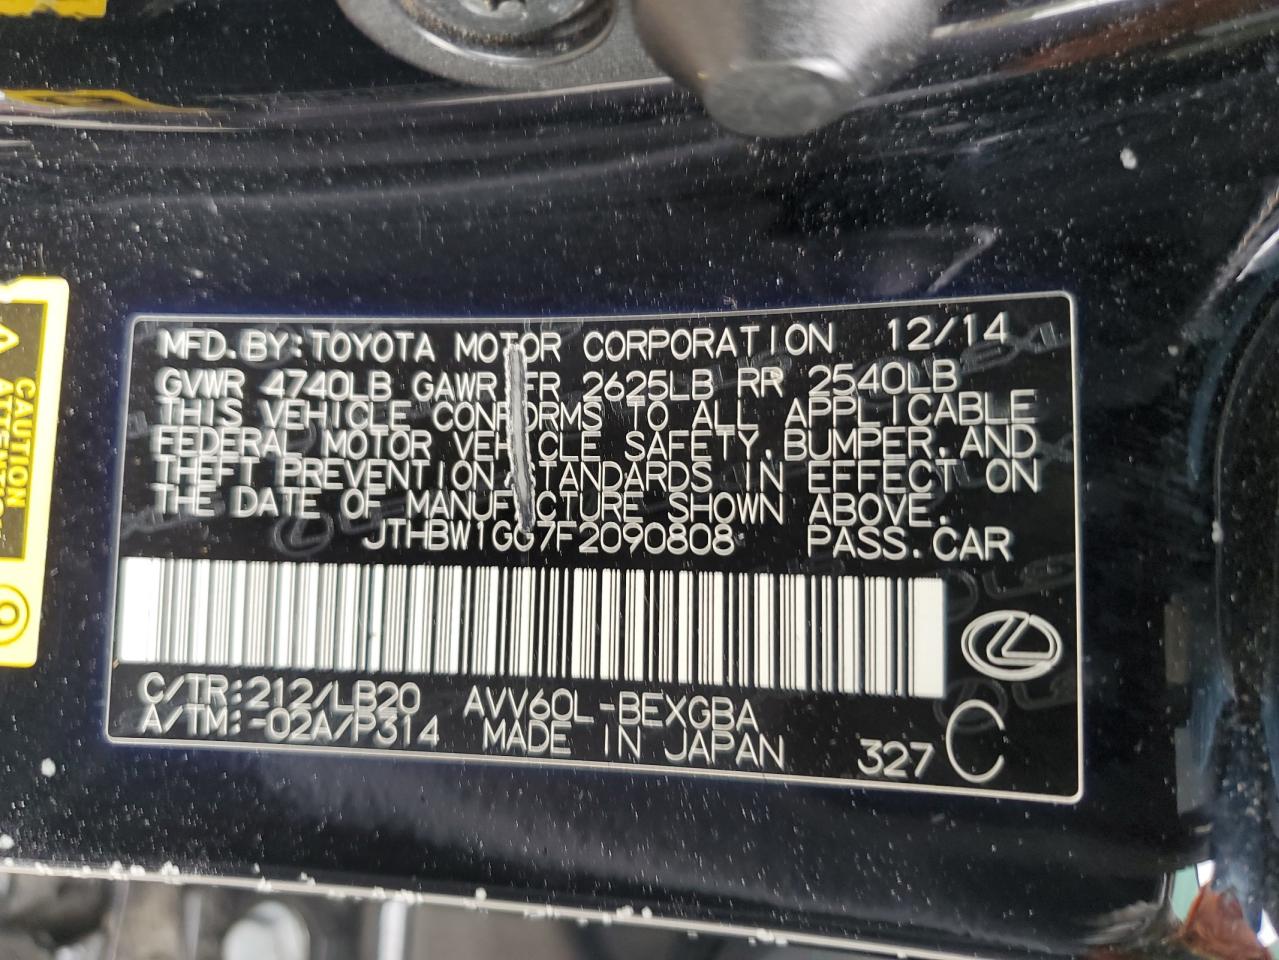 MFD.BY:TOYOTA MOTOR CORPORATION 12/14
GVWR 4740LB GAWR FR 2625LB RR 2540LB
THIS VEHICLE CONFORMS TO ALL APPLICABLE
FEDERAL MOTOR VEHICLE SAFETY,BUMPER,AND
THEFT PREVENTION STANDARDS IN EFFECT ON
THE DATE OF MANUFACTURE SHOWN ABOVE.
JTHBW1GG7F2090808 PASS.CAR
C/TR:212/LB20 AVV60L-BEXGBA
A/TM:-02A/P314 MADE IN JAPAN 327 C
CAUTION